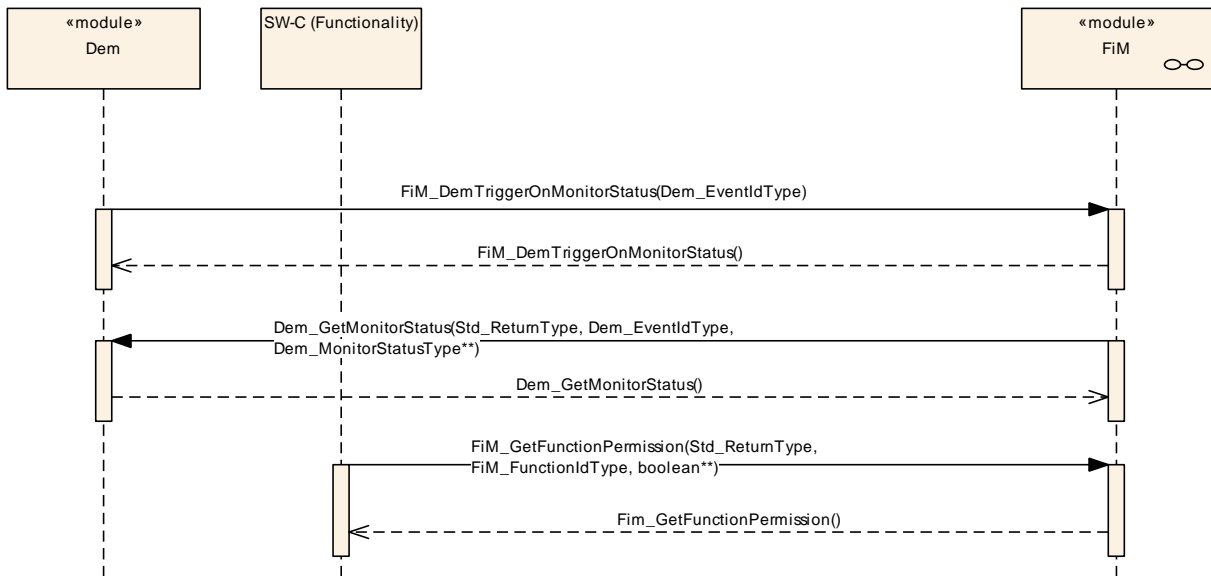 «module»
Dem
SW-C (Functionality)
«module»
FiM
FiM_DemTriggerOnMonitorStatus(Dem_EventIdType)
FiM_DemTriggerOnMonitorStatus()
Dem_GetMonitorStatus(Std_ReturnType, Dem_EventIdType,
Dem_MonitorStatusType**)
Dem_GetMonitorStatus()
FiM_GetFunctionPermission(Std_ReturnType,
FiM_FunctionIdType, boolean**)
Fim_GetFunctionPermission()